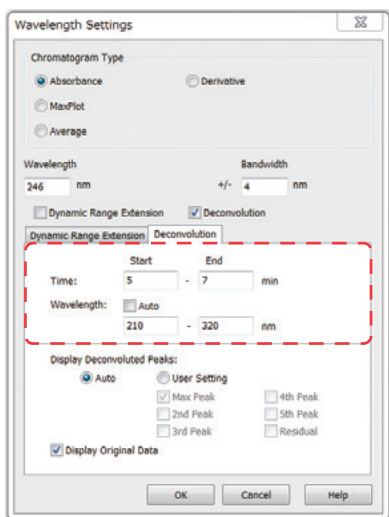 Wavelength Settings
Chromatogram Type
Absorbance Derivative
MaxPlot
Average
Wavelength Bandwidth
246 nm +/- 4 nm
Dynamic Range Extension Deconvolution
Dynamic Range Extension Deconvolution
Start End
Time: 5 - 7 min
Wavelength: Auto
210 - 320 nm
Display Deconvoluted Peaks:
Auto User Setting
Max Peak 4th Peak
2nd Peak 5th Peak
3rd Peak Residual
Display Original Data
OK Cancel Help